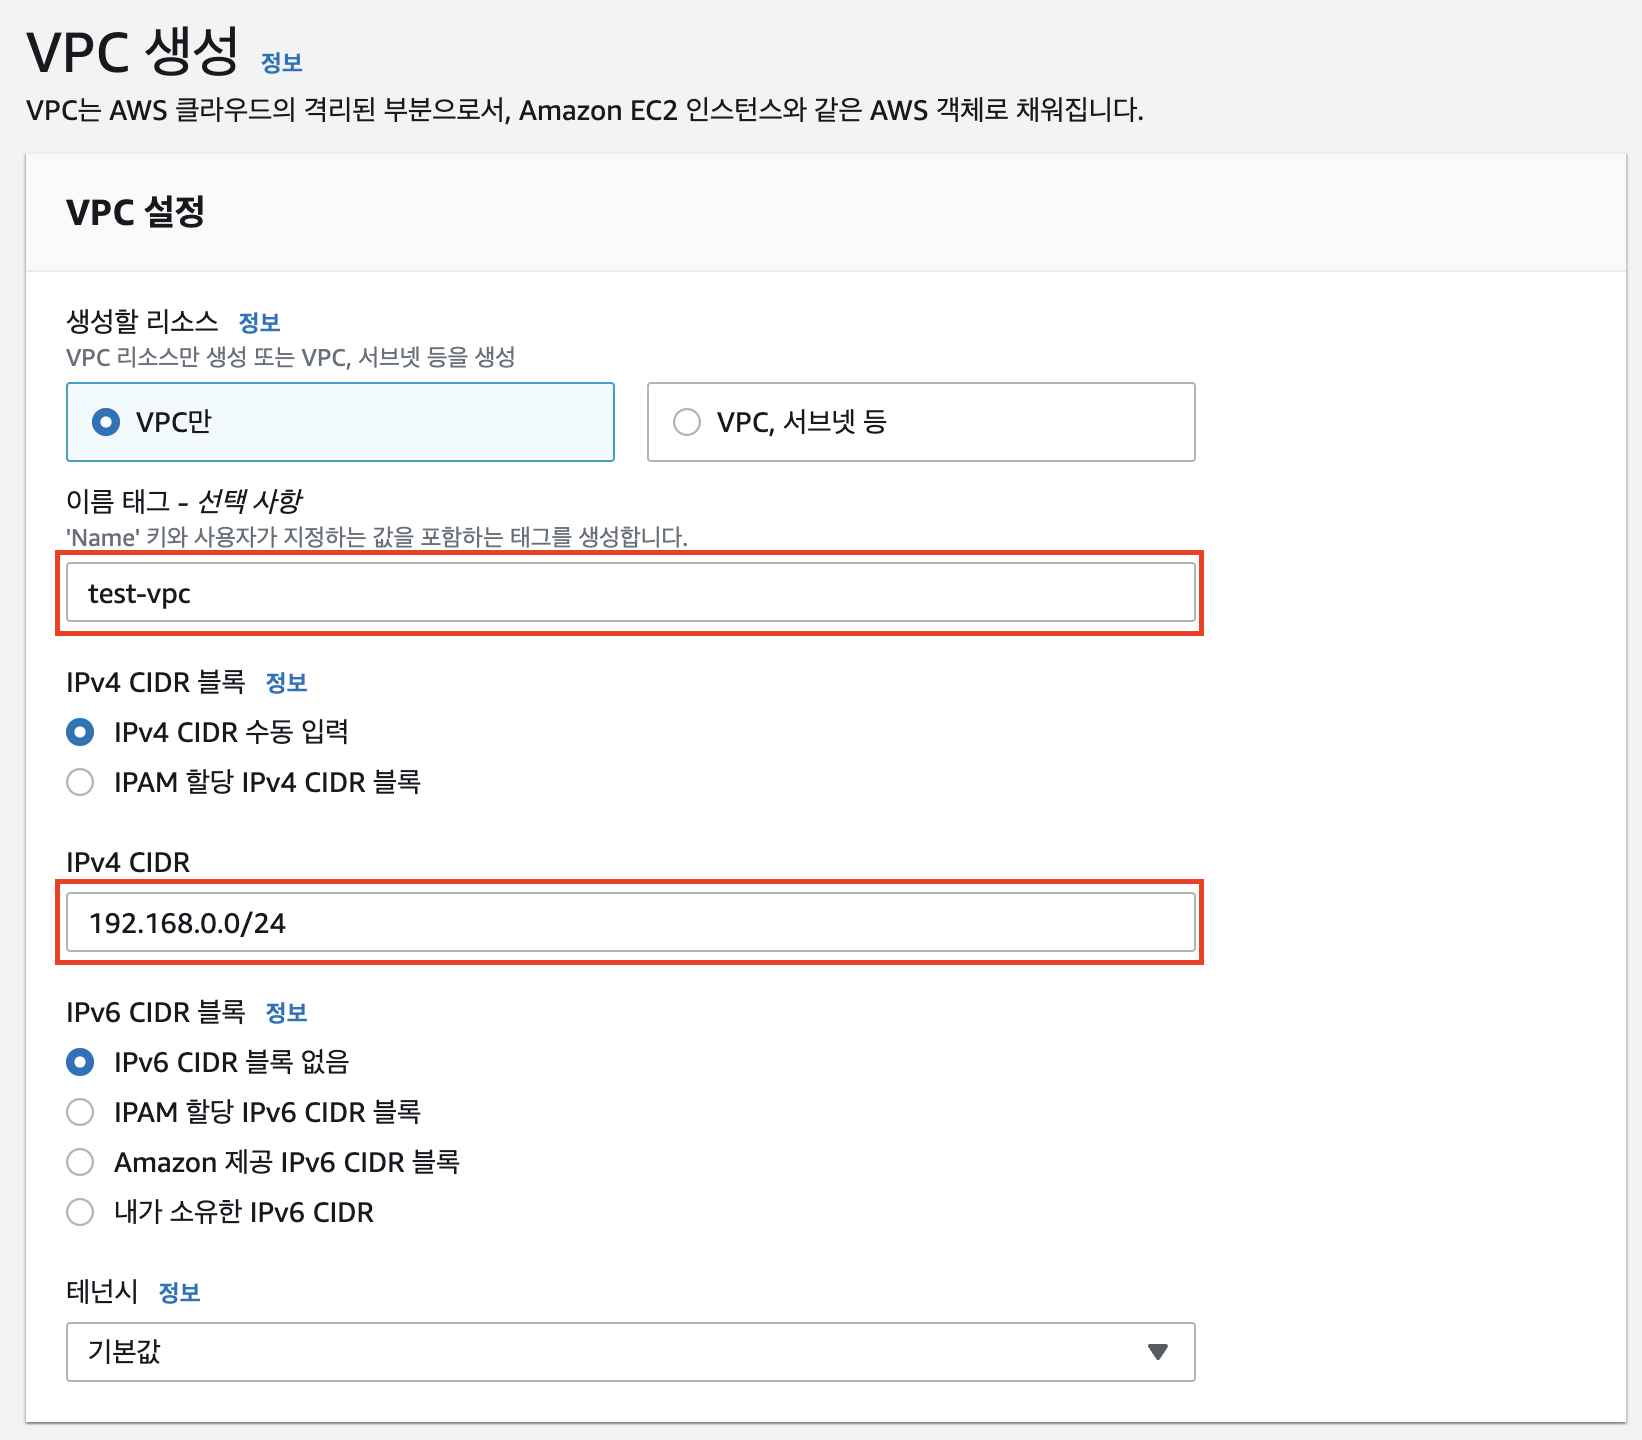 VPC 생성 정보
VPC는 AWS 클라우드의 격리된 부분으로서, Amazon EC2 인스턴스와 같은 AWS 객체로 채워집니다.
VPC 설정
생성할 리소스 정보
VPC 리소스만 생성 또는 VPC, 서브넷 등을 생성
VPC만
VPC, 서브넷 등
이름 태그 - 선택 사항
'Name' 키와 사용자가 지정하는 값을 포함하는 태그를 생성합니다.
test-vpc
IPv4 CIDR 블록 정보
IPv4 CIDR 수동 입력
IPAM 할당 IPv4 CIDR 블록
IPv4 CIDR
192.168.0.0/24
IPv6 CIDR 블록 정보
IPv6 CIDR 블록 없음
IPAM 할당 IPv6 CIDR 블록
Amazon 제공 IPv6 CIDR 블록
내가 소유한 IPv6 CIDR
테넌시 정보
기본값